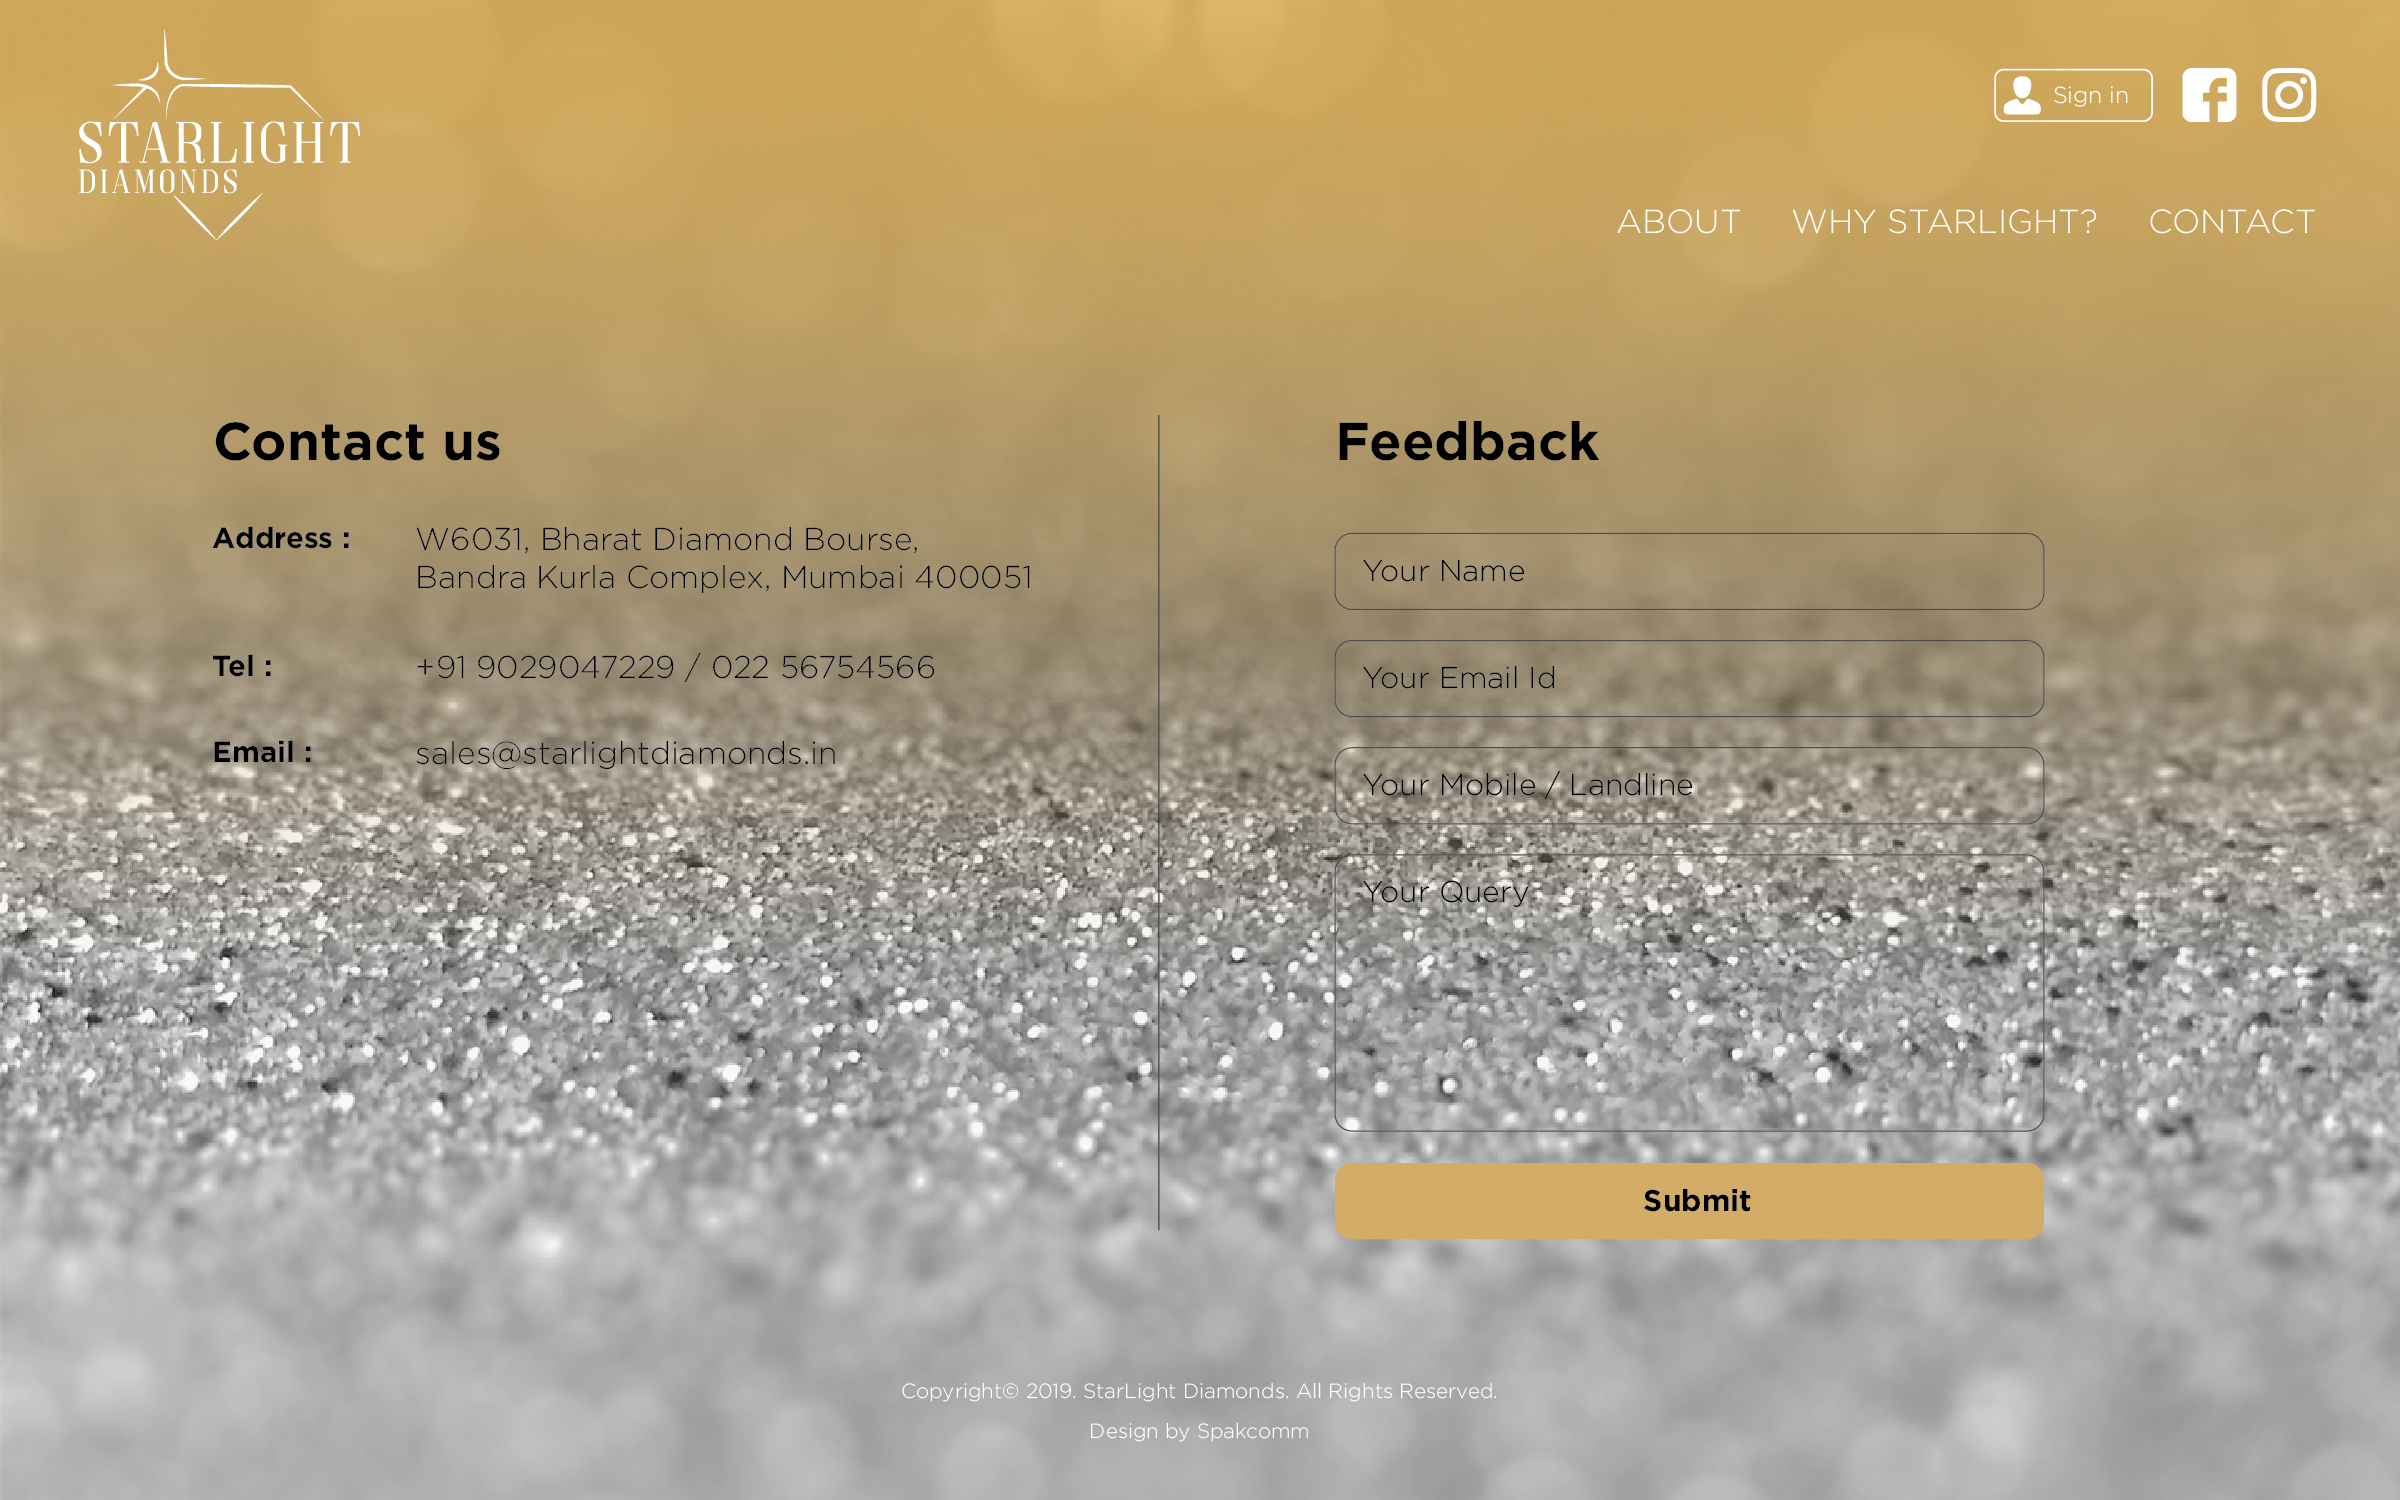 STARLIGHT
DIAMONDS
Sign in
ABOUT WHY STARLIGHT? CONTACT
Contact us
Address : W6031, Bharat Diamond Bourse,
Bandra Kurla Complex, Mumbai 400051
Tel : +91 9029047229 / 022 56754566
Email : sales@starlightdiamonds.in
Feedback
Your Name
Your Email Id
Your Mobile / Landline
Your Query
Submit
Copyright© 2019. StarLight Diamonds. All Rights Reserved.
Design by Spakcomm